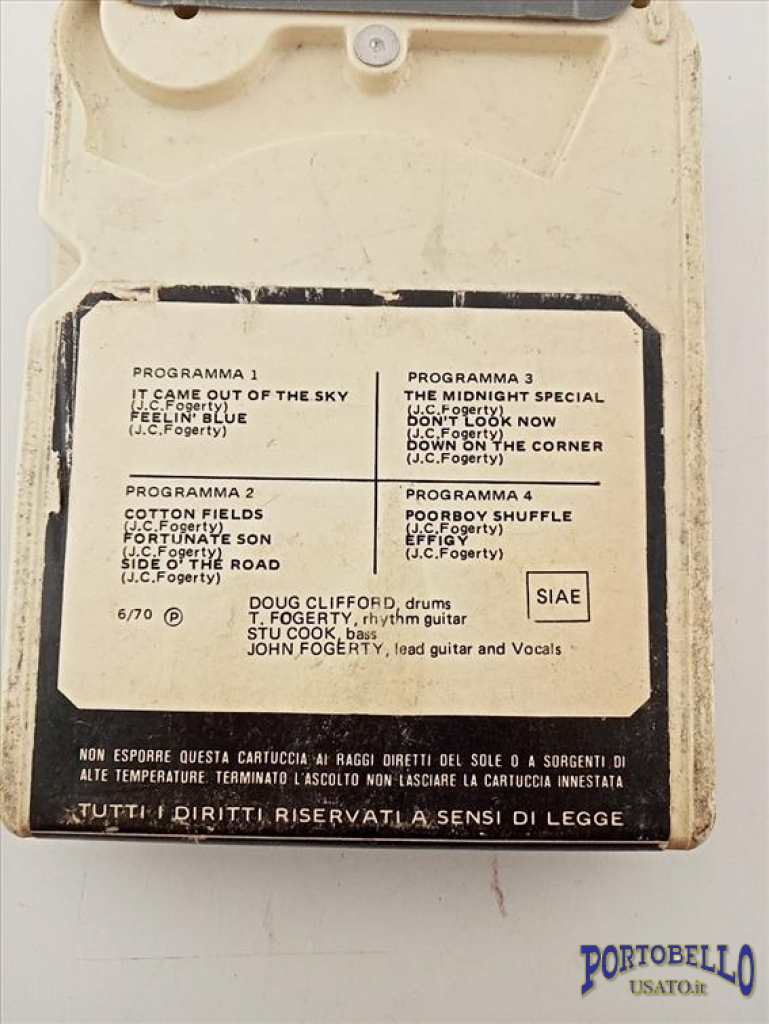 PROGRAMMA 1
IT CAME OUT OF THE SKY
(J.C.Fogerty)
FEELIN' BLUE
(J.C.Fogerty)
PROGRAMMA 3
THE MIDNIGHT SPECIAL
(J.C.Fogerty)
DON'T LOOK NOW
(J.C.Fogerty)
DOWN ON THE CORNER
(J.C.Fogerty)
PROGRAMMA 2
COTTON FIELDS
(J.C.Fogerty)
FORTUNATE SON
(J.C.Fogerty)
SIDE O' THE ROAD
(J.C.Fogerty)
PROGRAMMA 4
POORBOY SHUFFLE
(J.C.Fogerty)
EFFIGY
(J.C.Fogerty)
6/70 Ⓟ
DOUG CLIFFORD, drums
T. FOGERTY, rhythm guitar
STU COOK, bass
JOHN FOGERTY, lead guitar and Vocals
SIAE
NON ESPORRE QUESTA CARTUCCIA AI RAGGI DIRETTI DEL SOLE O A SORGENTI DI
ALTE TEMPERATURE. TERMINATO L'ASCOLTO NON LASCIARE LA CARTUCCIA INNESTATA
TUTTI I DIRITTI RISERVATI A SENSI DI LEGGE
PORTOBELLO
USATO.it